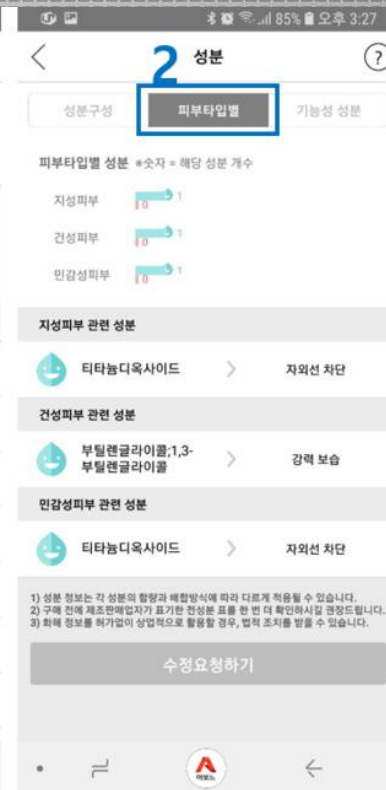 85% 오후 3:27
2
성분
?
성분구성 피부타입별 기능성 성분
피부타입별 성분 ※숫자 = 해당 성분 개수
지성피부 0 1
건성피부 0 1
민감성피부 0 1
지성피부 관련 성분
티타늄디옥사이드 > 자외선 차단
건성피부 관련 성분
부틸렌글라이콜;1,3-
부틸렌글라이콜 > 강력 보습
민감성피부 관련 성분
티타늄디옥사이드 > 자외선 차단
1) 성분 정보는 각 성분의 함량과 배합방식에 따라 다르게 적용될 수 있습니다.
2) 구매 전에 제조판매업자가 표기한 전성분 표를 한 번 더 확인하시길 권장드립니다.
3) 화해 정보를 허가없이 상업적으로 활용할 경우, 법적 조치를 받을 수 있습니다.
수정요청하기